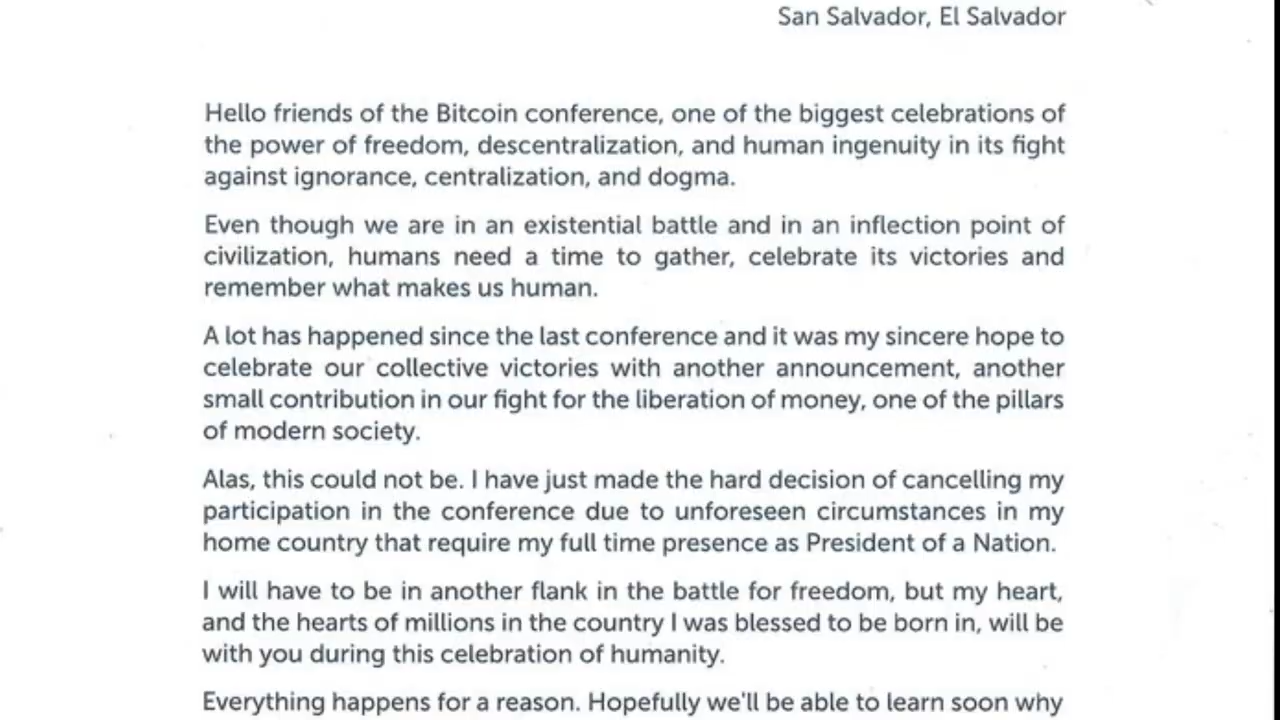 San Salvador, El Salvador
Hello friends of the Bitcoin conference, one of the biggest celebrations of
the power of freedom, descentralization, and human ingenuity in its fight
against ignorance, centralization, and dogma.
Even though we are in an existential battle and in an inflection point of
civilization, humans need a time to gather, celebrate its victories and
remember what makes us human.
A lot has happened since the last conference and it was my sincere hope to
celebrate our collective victories with another announcement, another
small contribution in our fight for the liberation of money, one of the pillars
of modern society.
Alas, this could not be. I have just made the hard decision of cancelling my
participation in the conference due to unforeseen circumstances in my
home country that require my full time presence as President of a Nation.
I will have to be in another flank in the battle for freedom, but my heart,
and the hearts of millions in the country I was blessed to be born in, will be
with you during this celebration of humanity.
Everything happens for a reason. Hopefully we'll be able to learn soon why